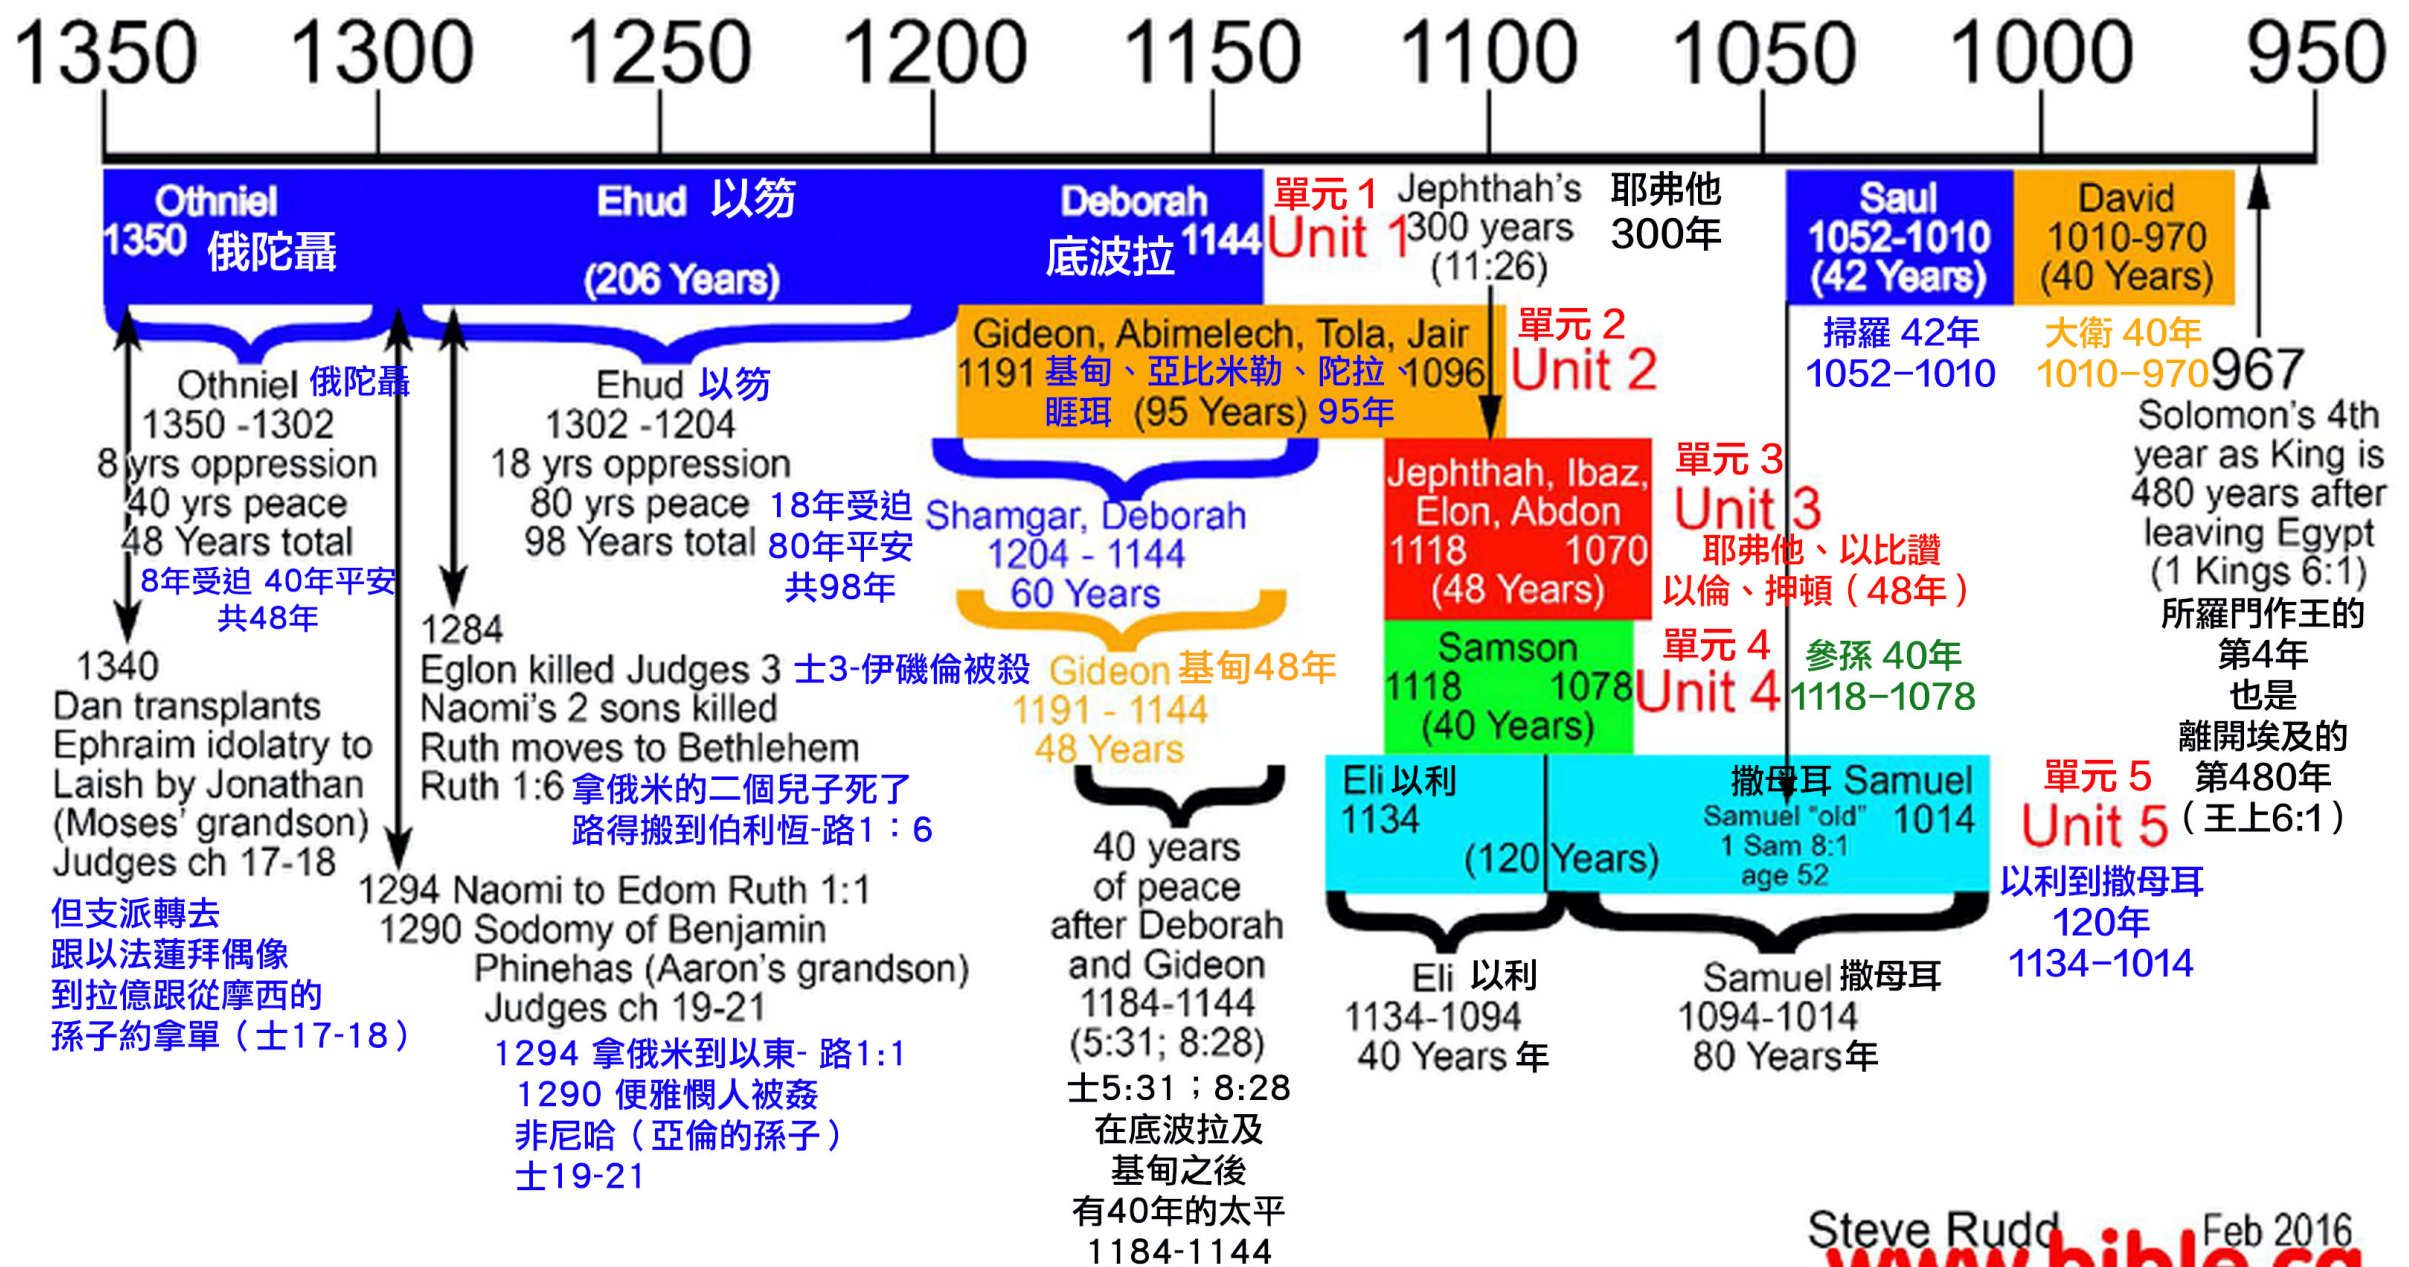 1350 1300 1250 1200 1150 1100 1050 1000 950
Othniel
1350 俄陀聶
Ehud 以笏
(206 Years)
Deborah
底波拉 1144
單元 1
Unit 1
Jephthah's
300 years
(11:26)
耶弗他
300年
Saul
1052-1010
(42 Years)
David
1010-970
(40 Years)
掃羅 42年
1052-1010
大衛 40年
1010-970
967
Solomon's 4th
year as King is
480 years after
leaving Egypt
(1 Kings 6:1)
所羅門作王的
第4年
也是
離開埃及的
第480年
（王上6:1）
Gideon, Abimelech, Tola, Jair
1191 基甸、亞比米勒、陀拉、1096
睚珥 (95 Years) 95年
單元 2
Unit 2
Othniel 俄陀聶
1350 -1302
8 yrs oppression
40 yrs peace
48 Years total
8年受迫 40年平安
共48年
Ehud 以笏
1302 -1204
18 yrs oppression
80 yrs peace
98 Years total
18年受迫
80年平安
共98年
Shamgar, Deborah
1204 - 1144
60 Years
Gideon 基甸48年
1191 - 1144
48 Years
Jephthah, Ibaz,
Elon, Abdon
1118 1070
(48 Years)
單元 3
Unit 3
耶弗他、以比讚
以倫、押頓（48年）
Samson
1118 1078
(40 Years)
單元 4
Unit 4
參孫 40年
1118-1078
1340
Dan transplants
Ephraim idolatry to
Laish by Jonathan
(Moses' grandson)
Judges ch 17-18
但支派轉去
跟以法蓮拜偶像
到拉億跟從摩西的
孫子約拿單（士17-18）
1284
Eglon killed Judges 3 士3-伊磯倫被殺
Naomi's 2 sons killed
Ruth moves to Bethlehem
Ruth 1:6 拿俄米的二個兒子死了
路得搬到伯利恆-路1：6
1294 Naomi to Edom Ruth 1:1
1290 Sodomy of Benjamin
Phinehas (Aaron's grandson)
Judges ch 19-21
1294 拿俄米到以東- 路1:1
1290 便雅憫人被姦
非尼哈（亞倫的孫子）
士19-21
40 years
of peace
after Deborah
and Gideon
1184-1144
(5:31; 8:28)
士5:31；8:28
在底波拉及
基甸之後
有40年的太平
1184-1144
Eli 以利
1134
(120 Years)
撒母耳 Samuel
Samuel "old" 1014
1 Sam 8:1
age 52
單元 5
Unit 5
以利到撒母耳
120年
1134-1014
Eli 以利
1134-1094
40 Years 年
Samuel 撒母耳
1094-1014
80 Years年
Steve Rudd Feb 2016
www.bible.ca